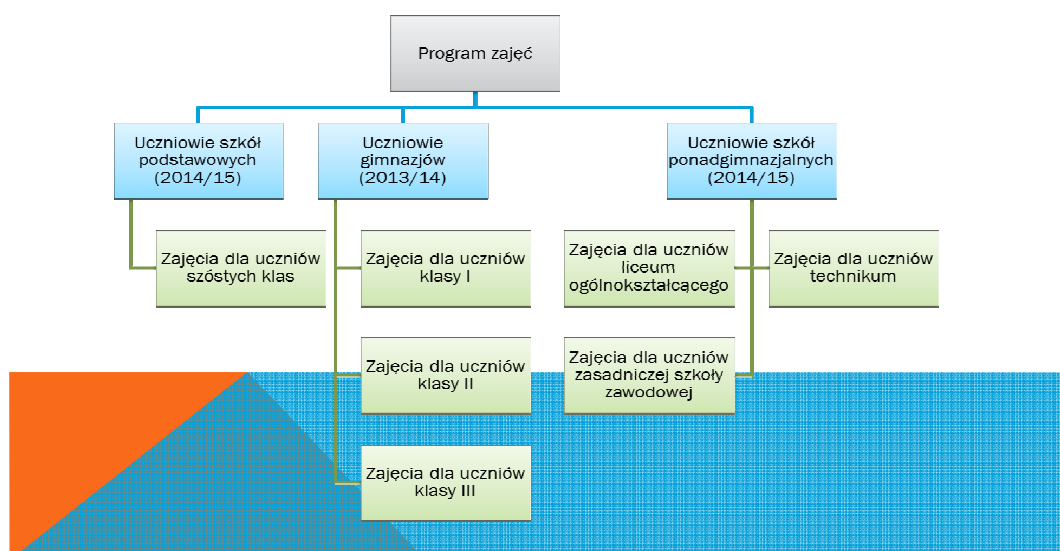 Program zajęć
Uczniowie szkół
podstawowych
(2014/15)
Uczniowie
gimnazjów
(2013/14)
Uczniowie szkół
ponadgimnazjalnych
(2014/15)
Zajęcia dla uczniów
szóstych klas
Zajęcia dla uczniów
klasy I
Zajęcia dla uczniów
liceum
ogólnokształcącego
Zajęcia dla uczniów
technikum
Zajęcia dla uczniów
klasy II
Zajęcia dla uczniów
zasadniczej szkoły
zawodowej
Zajęcia dla uczniów
klasy III